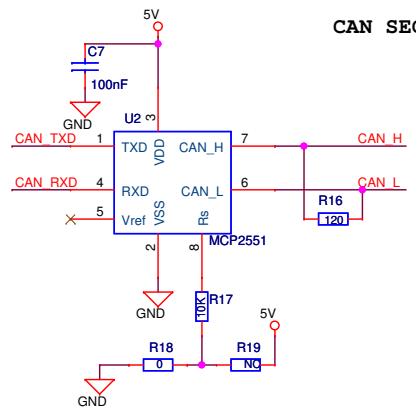 CAN SEC
5V
C7
100nF
GND
U2
3
CAN_TXD
1
TXD
VDD
CAN_H
7
CAN_H
CAN_RXD
4
RXD
CAN_L
6
CAN_L
5
Vref
VSS
Rs
R16
120
MCP2551
2
8
10K
R17
GND
5V
R18
0
R19
NC
GND